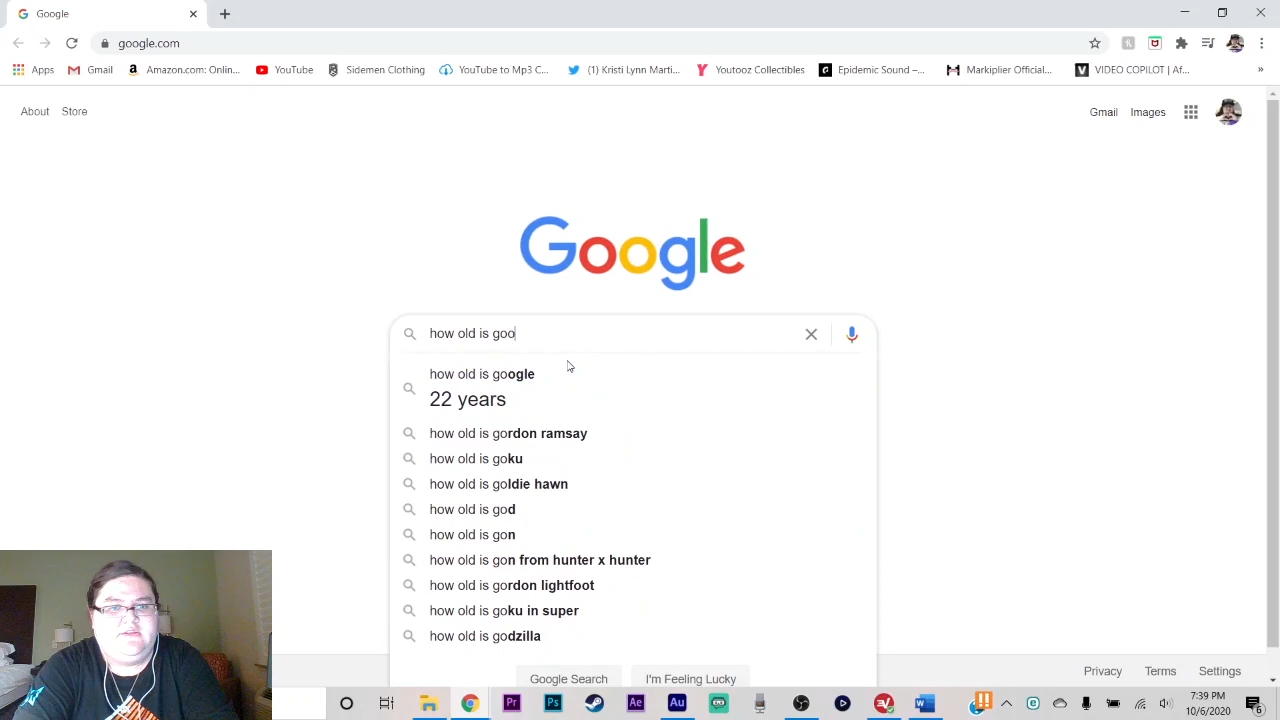 Google
google.com
Apps
Gmail
Amazon.com: Onlin...
YouTube
Sidemen Clothing
YouTube to Mp3 C...
(1) Kristi Lynn Marti...
Youtooz Collectibles
Epidemic Sound –...
Markiplier Official...
VIDEO COPILOT | Af...
»
About
Store
Gmail
Images
Google
how old is goo
how old is google
22 years
how old is gordon ramsay
how old is goku
how old is goldie hawn
how old is god
how old is gon
how old is gon from hunter x hunter
how old is gordon lightfoot
how old is goku in super
how old is godzilla
Google Search
I'm Feeling Lucky
Privacy
Terms
Settings
Pr
Ps
Ae
Au
7:39 PM
10/6/2020
6